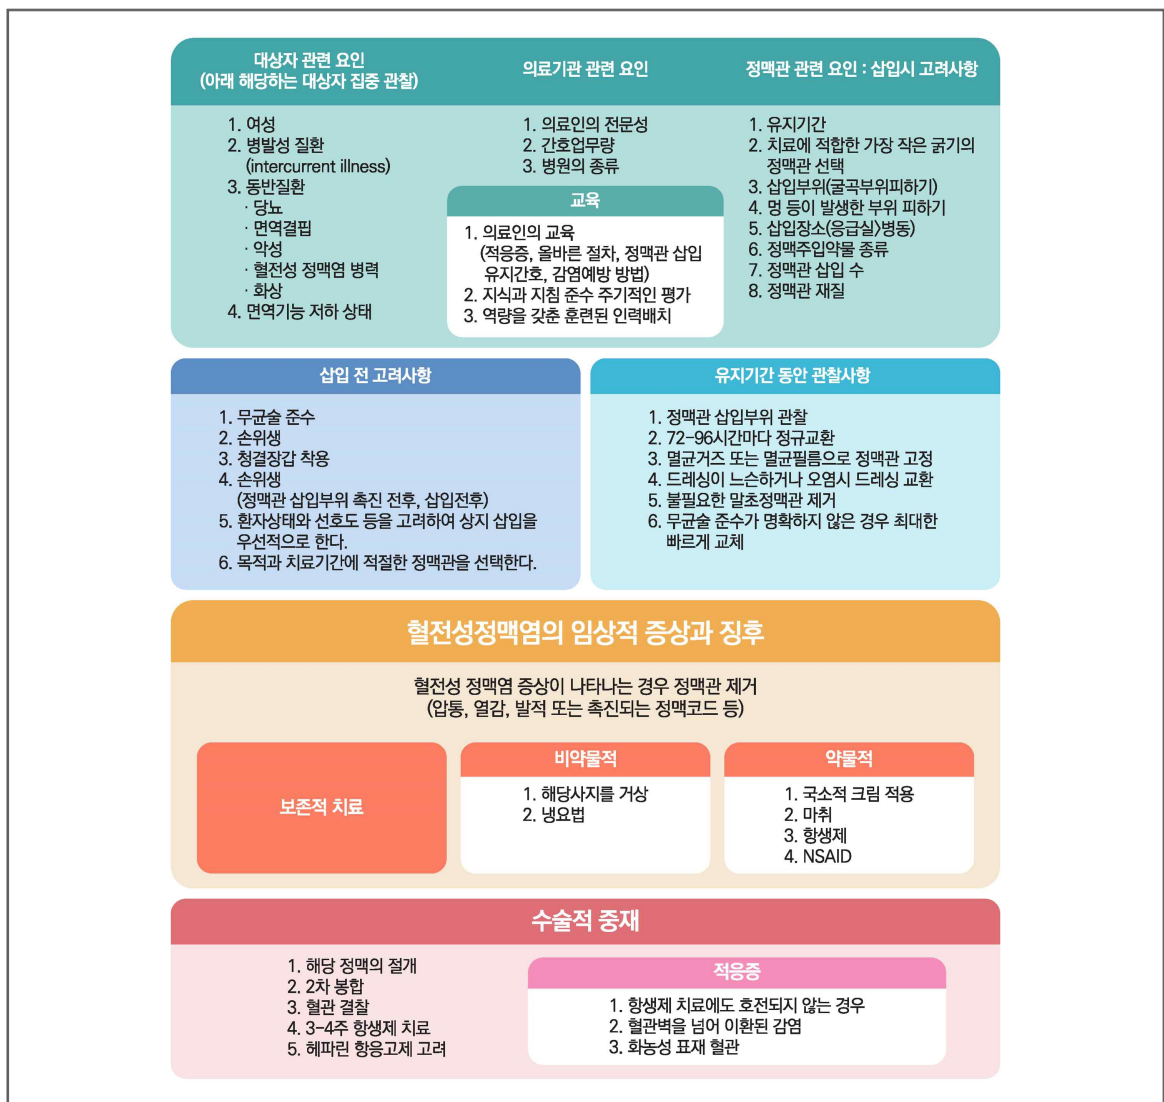 대상자 관련 요인
(아래 해당하는 대상자 집중 관찰)
1. 여성
2. 병발성 질환
(intercurrent illness)
3. 동반질환
· 당뇨
· 면역결핍
· 악성
· 혈전성 정맥염 병력
· 화상
4. 면역기능 저하 상태
의료기관 관련 요인
1. 의료인의 전문성
2. 간호업무량
3. 병원의 종류
교육
1. 의료인의 교육
(적응증, 올바른 절차, 정맥관 삽입
유지간호, 감염예방 방법)
2. 지식과 지침 준수 주기적인 평가
3. 역량을 갖춘 훈련된 인력배치
정맥관 관련 요인 : 삽입시 고려사항
1. 유지기간
2. 치료에 적합한 가장 작은 굵기의
정맥관 선택
3. 삽입부위(굴곡부위피하기)
4. 멍 등이 발생한 부위 피하기
5. 삽입장소(응급실>병동)
6. 정맥주입약물 종류
7. 정맥관 삽입 수
8. 정맥관 재질
삽입 전 고려사항
1. 무균술 준수
2. 손위생
3. 청결장갑 착용
4. 손위생
(정맥관 삽입부위 촉진 전후, 삽입전후)
5. 환자상태와 선호도 등을 고려하여 상지 삽입을
우선적으로 한다.
6. 목적과 치료기간에 적절한 정맥관을 선택한다.
유지기간 동안 관찰사항
1. 정맥관 삽입부위 관찰
2. 72-96시간마다 정규교환
3. 멸균거즈 또는 멸균필름으로 정맥관 고정
4. 드레싱이 느슨하거나 오염시 드레싱 교환
5. 불필요한 말초정맥관 제거
6. 무균술 준수가 명확하지 않은 경우 최대한
빠르게 교체
혈전성정맥염의 임상적 증상과 징후
혈전성 정맥염 증상이 나타나는 경우 정맥관 제거
(압통, 열감, 발적 또는 촉진되는 정맥코드 등)
보존적 치료
비약물적
1. 해당사지를 거상
2. 냉요법
약물적
1. 국소적 크림 적용
2. 마취
3. 항생제
4. NSAID
수술적 중재
1. 해당 정맥의 절개
2. 2차 봉합
3. 혈관 결찰
4. 3-4주 항생제 치료
5. 헤파린 항응고제 고려
적응증
1. 항생제 치료에도 호전되지 않는 경우
2. 혈관벽을 넘어 이환된 감염
3. 화농성 표재 혈관